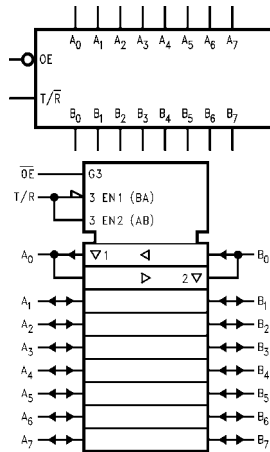 A0 A1 A2 A3 A4 A5 A6 A7
OE
T/R̅
B0 B1 B2 B3 B4 B5 B6 B7
O̅E̅ G3
T/R 3 EN1 (BA)
3 EN2 (AB)
A0 ▽1 ◁ B0
▷ 2▽
A1 B1
A2 B2
A3 B3
A4 B4
A5 B5
A6 B6
A7 B7